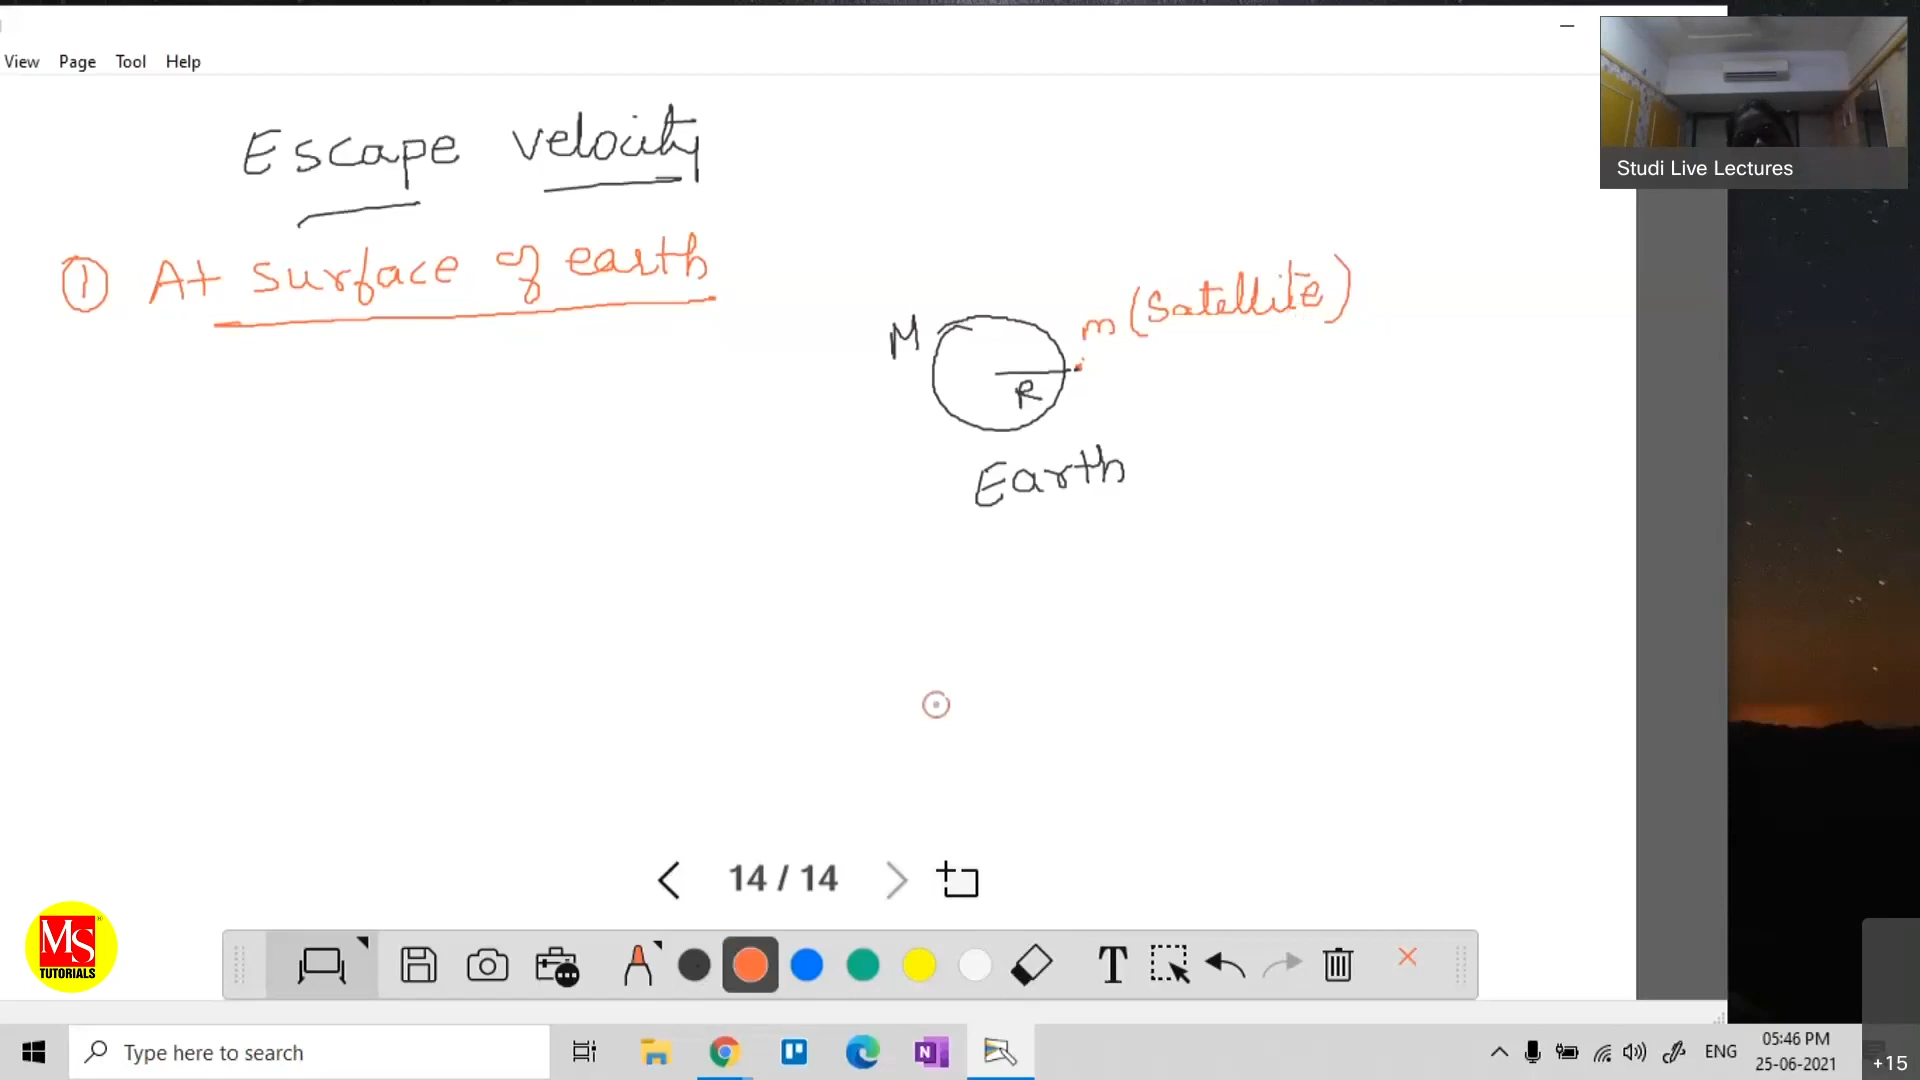 View Page Tool Help
Studi Live Lectures
Escape velocity
① At surface of earth
m (Satellite)
M
R
Earth
14 / 14
MS
TUTORIALS
T
Type here to search
N
ENG
05:46 PM
25-06-2021
+15